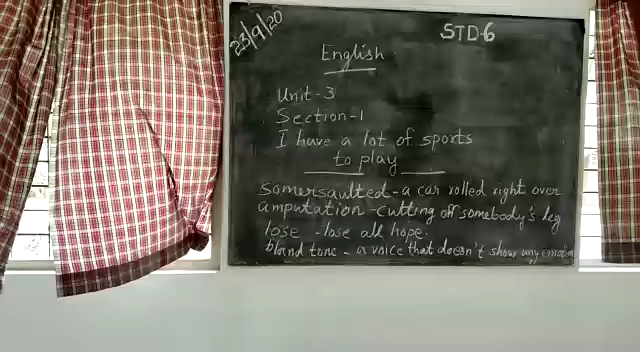 23/9/20
STD-6
English
Unit-3
Section-1
I have a lot of sports
to play
Somersaulted - a car rolled right over
amputation - cutting off somebody's leg
lose - lose all hope.
bland tone - a voice that doesn't show any emotion